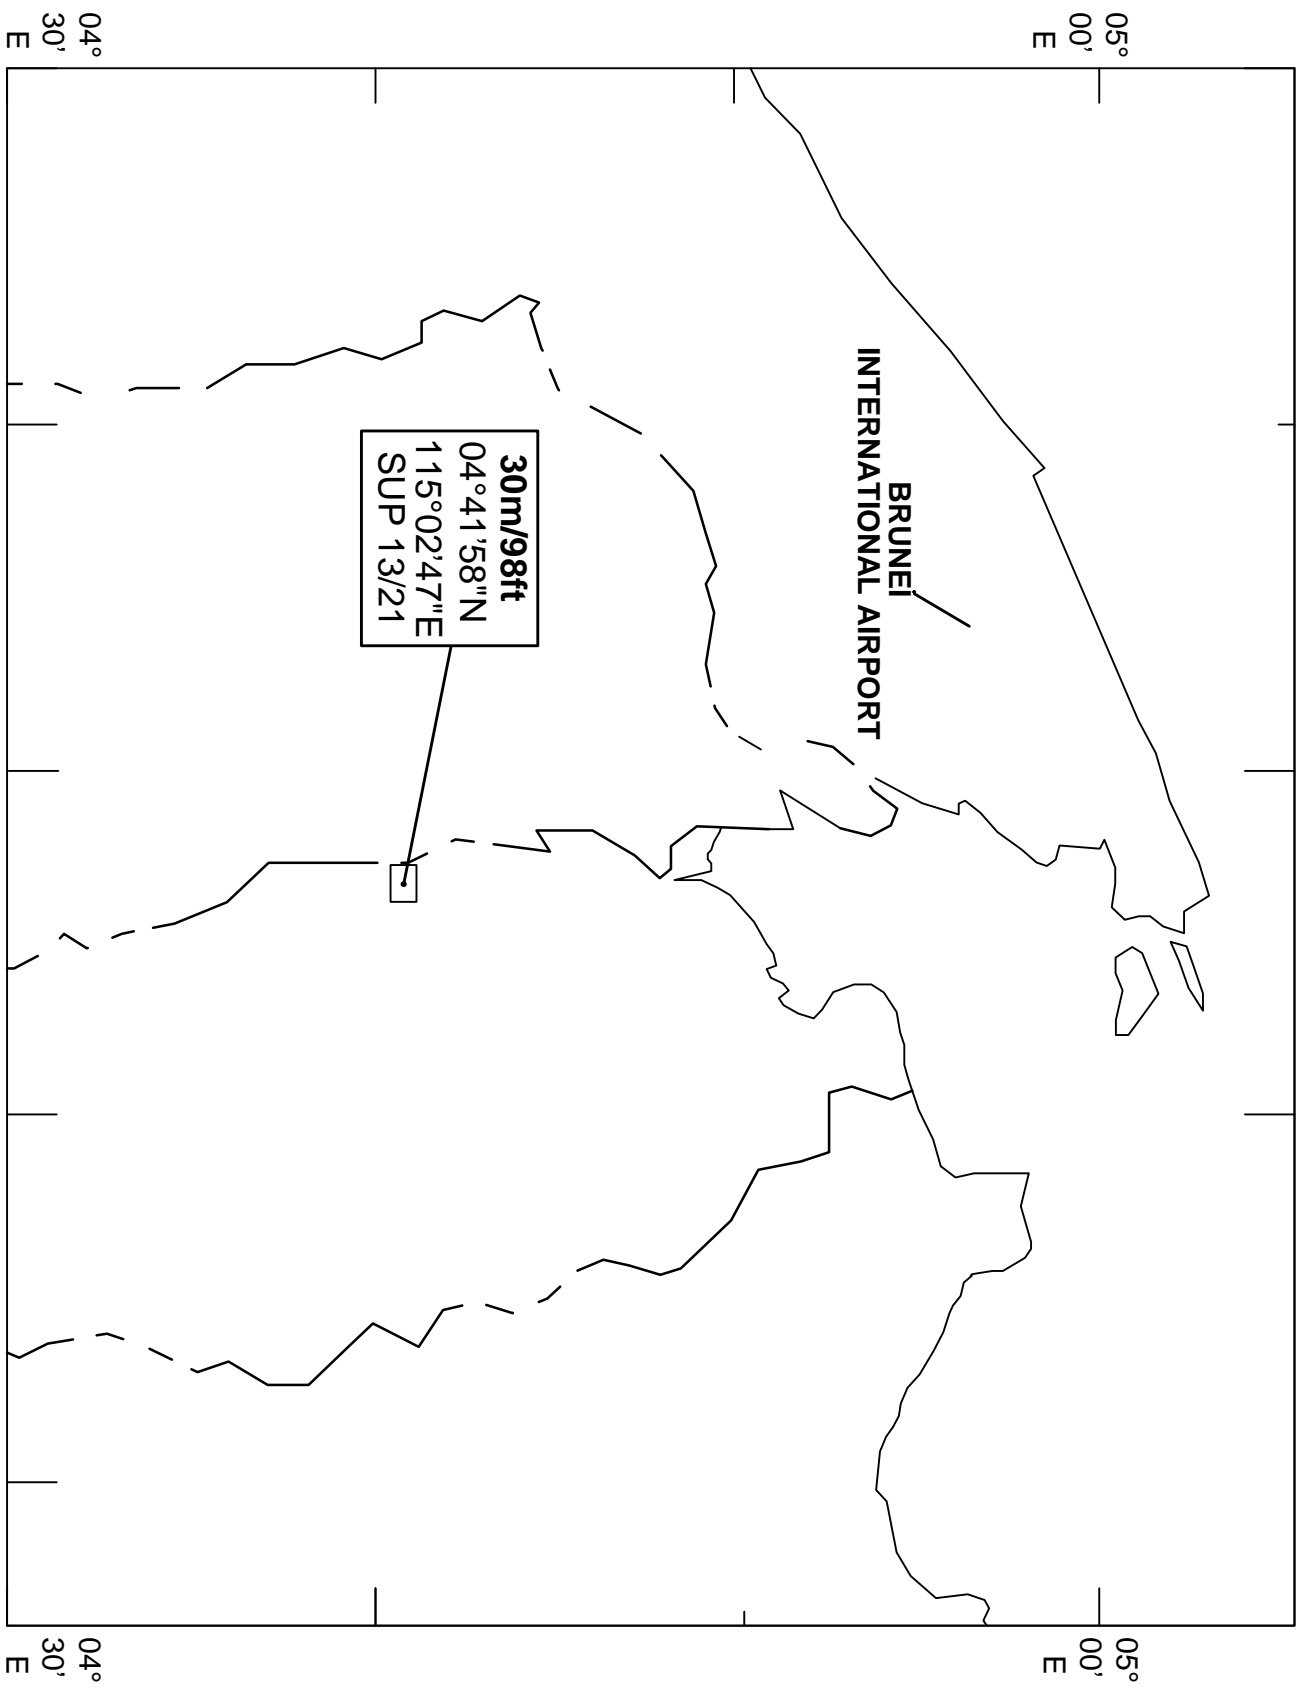 05°
00'
E
04°
30'
E
BRUNEI
INTERNATIONAL AIRPORT
30m/98ft
04°41'58"N
115°02'47"E
SUP 13/21
05°
00'
E
04°
30'
E